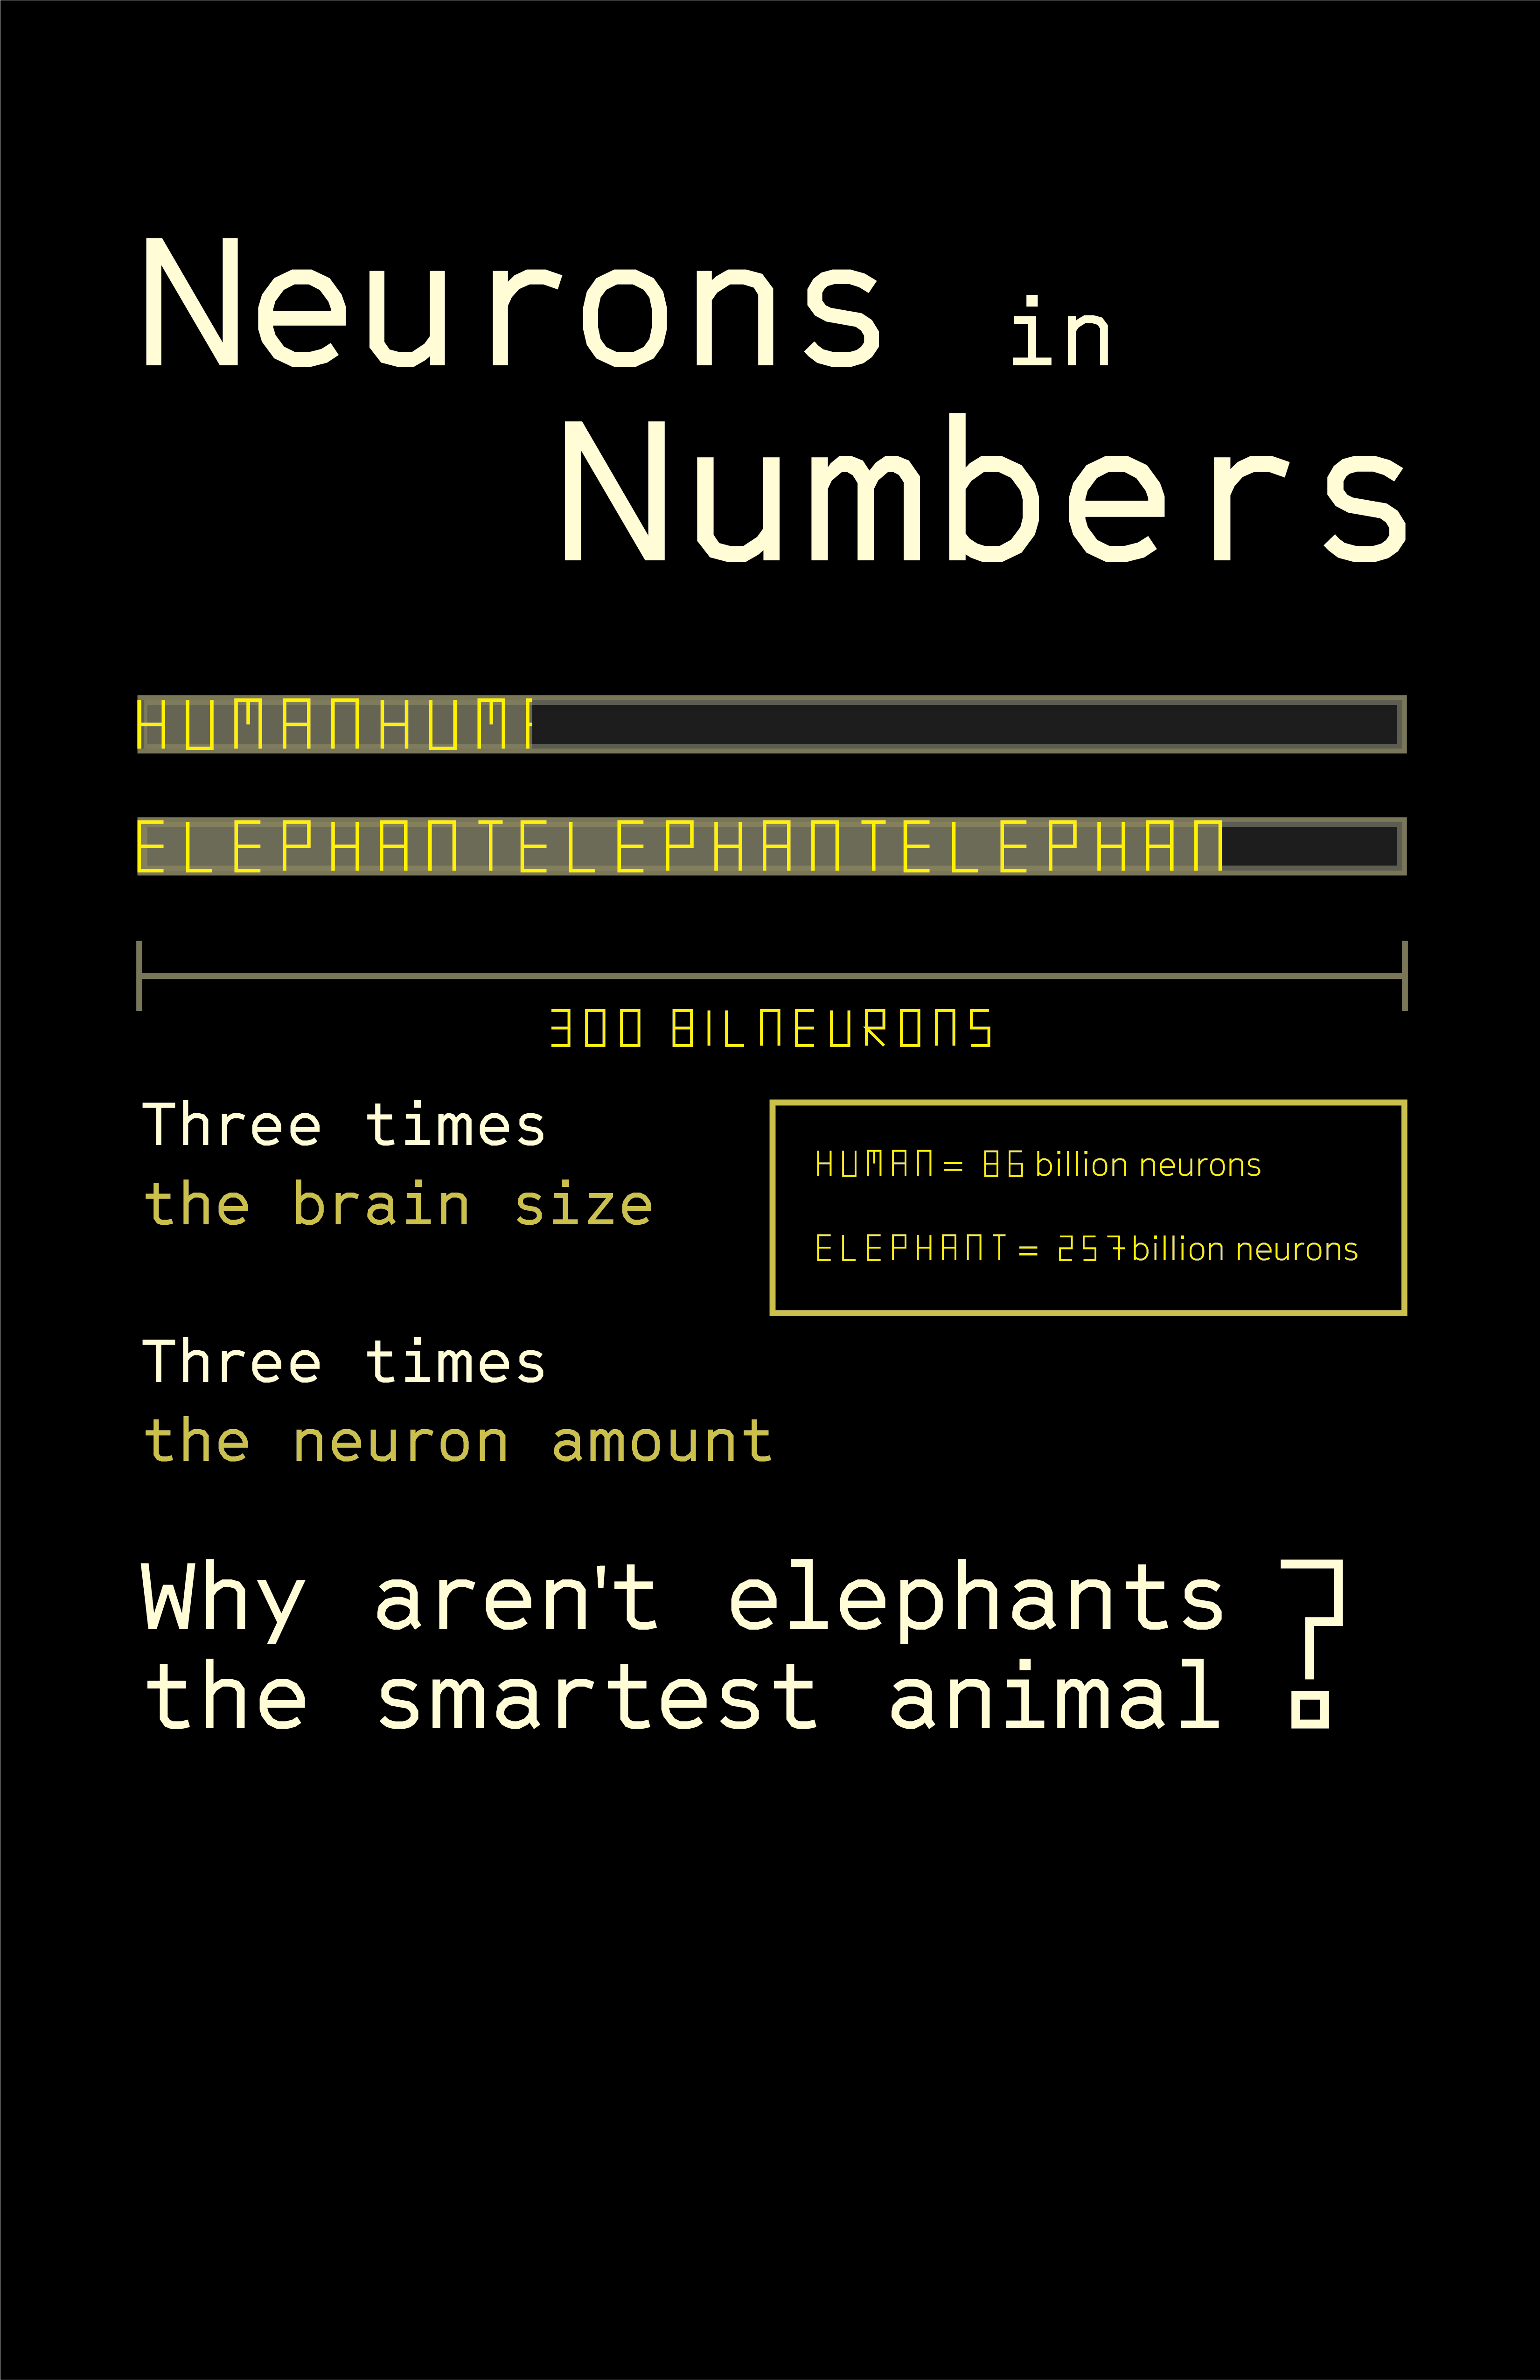 Neurons in
Numbers
HUMANHUM
ELEPHANTELEPHANTELEPHAN
300 BILNEURONS
Three times
the brain size
HUMAN = 86 billion neurons
ELEPHANT = 257 billion neurons
Three times
the neuron amount
Why aren't elephants
the smartest animal ?